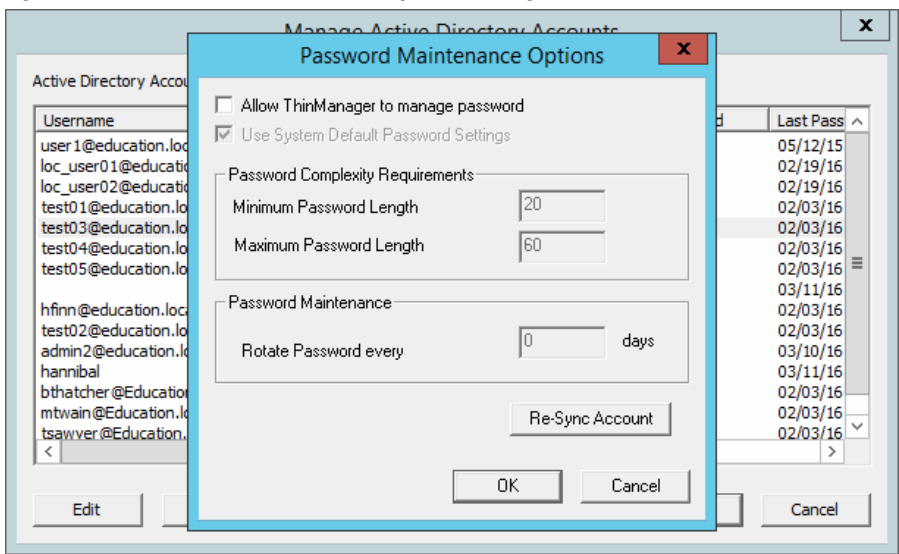 Manage Active Directory Accounts
x
Password Maintenance Options
x
Active Directory Accou
Allow ThinManager to manage password
Username
d
Last Pass
Use System Default Password Settings
user1@education.loc
05/12/15
loc_user01@educatio
02/19/16
loc_user02@educatio
02/19/16
test01@education.lo
02/03/16
test03@education.lo
02/03/16
test04@education.lo
02/03/16
test05@education.lo
02/03/16
03/11/16
hfinn@education.loca
02/03/16
test02@education.lo
02/03/16
admin2@education.lo
03/10/16
hannibal
03/11/16
bthatcher@Education
02/03/16
mtwain@Education.lo
02/03/16
tsawyer@Education.
02/03/16
Password Complexity Requirements
Minimum Password Length
20
Maximum Password Length
60
Password Maintenance
Rotate Password every
0
days
Re-Sync Account
OK
Cancel
Edit
Cancel